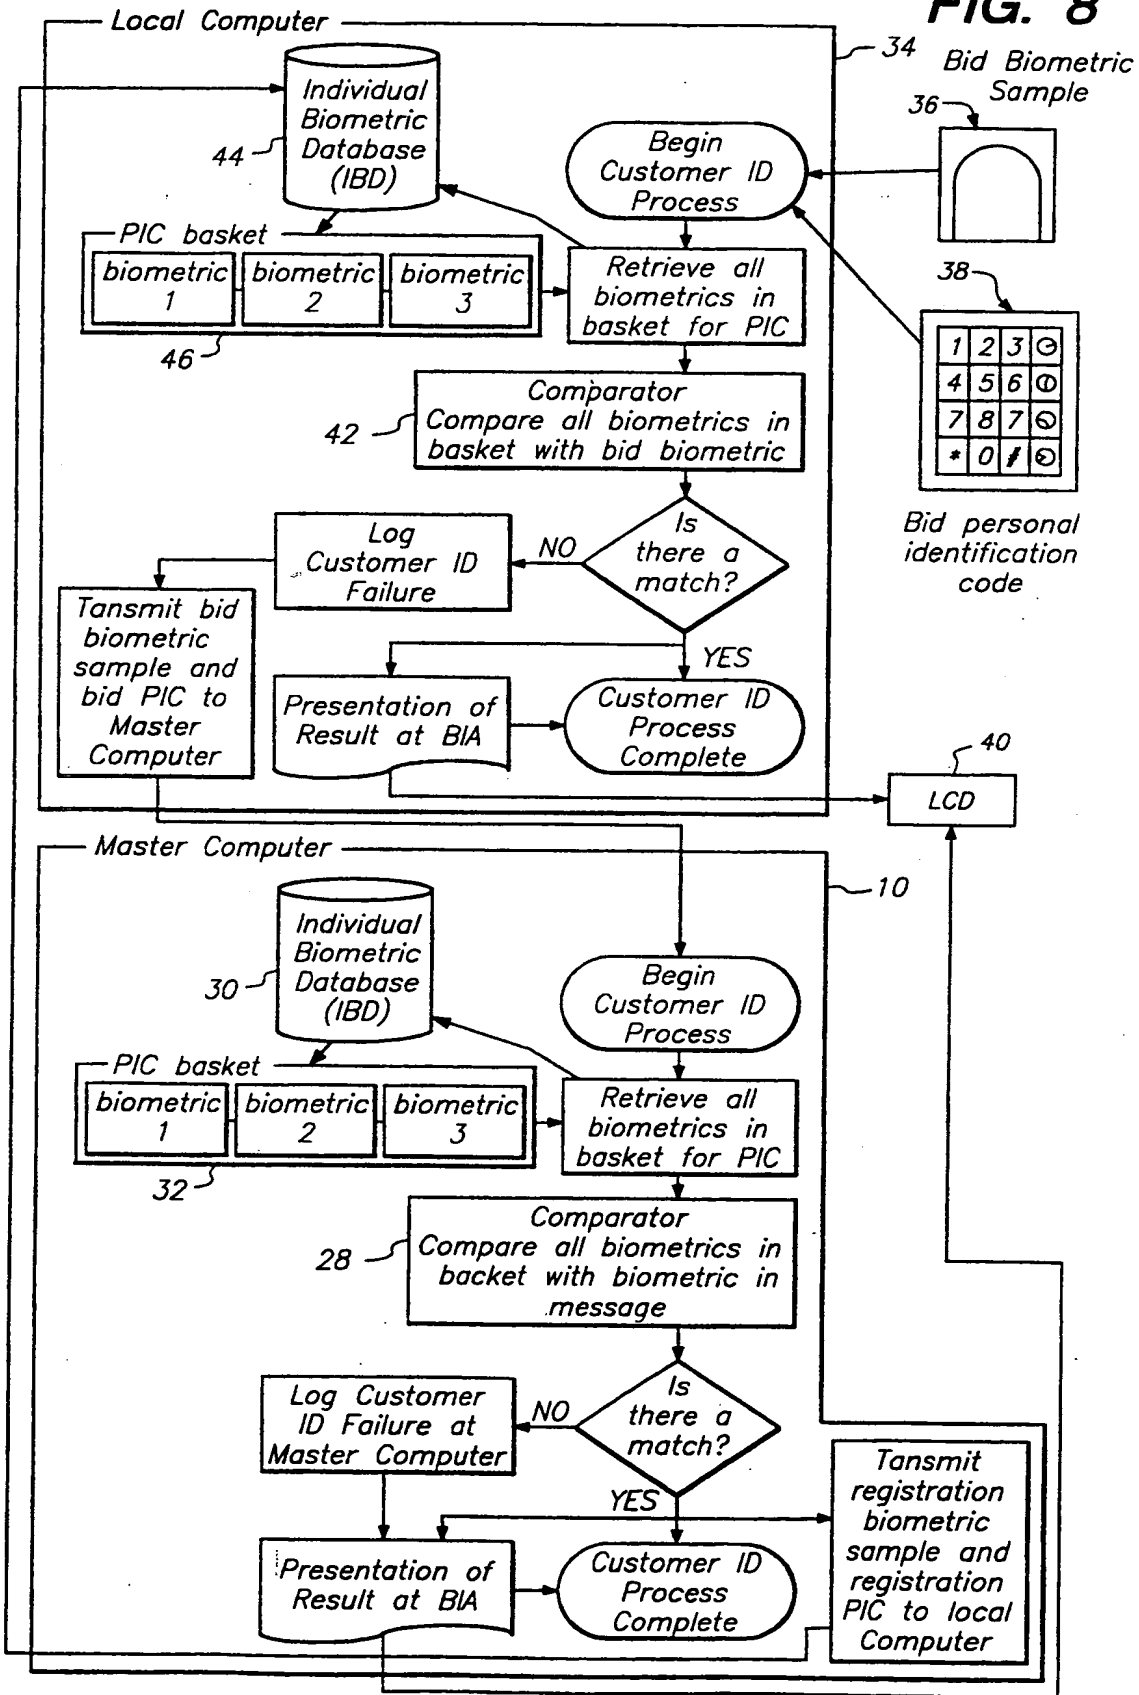 FIG. 8
Local Computer
34
Bid Biometric
Sample
36
Individual
Biometric
Database
(IBD)
44
Begin
Customer ID
Process
PIC basket
biometric
1
biometric
2
biometric
3
46
Retrieve all
biometrics in
basket for PIC
38
1 2 3
4 5 6
7 8 7
* 0 #
Bid personal
identification
code
Comparator
Compare all biometrics in
basket with bid biometric
42
Is
there a
match?
NO
Log
Customer ID
Failure
Tansmit bid
biometric
sample and
bid PIC to
Master
Computer
YES
Presentation of
Result at BIA
Customer ID
Process
Complete
40
LCD
Master Computer
10
Individual
Biometric
Database
(IBD)
30
Begin
Customer ID
Process
PIC basket
biometric
1
biometric
2
biometric
3
32
Retrieve all
biometrics in
basket for PIC
Comparator
Compare all biometrics in
backet with biometric in
message
28
Is
there a
match?
NO
Log Customer
ID Failure at
Master Computer
YES
Tansmit
registration
biometric
sample and
registration
PIC to local
Computer
Presentation of
Result at BIA
Customer ID
Process
Complete